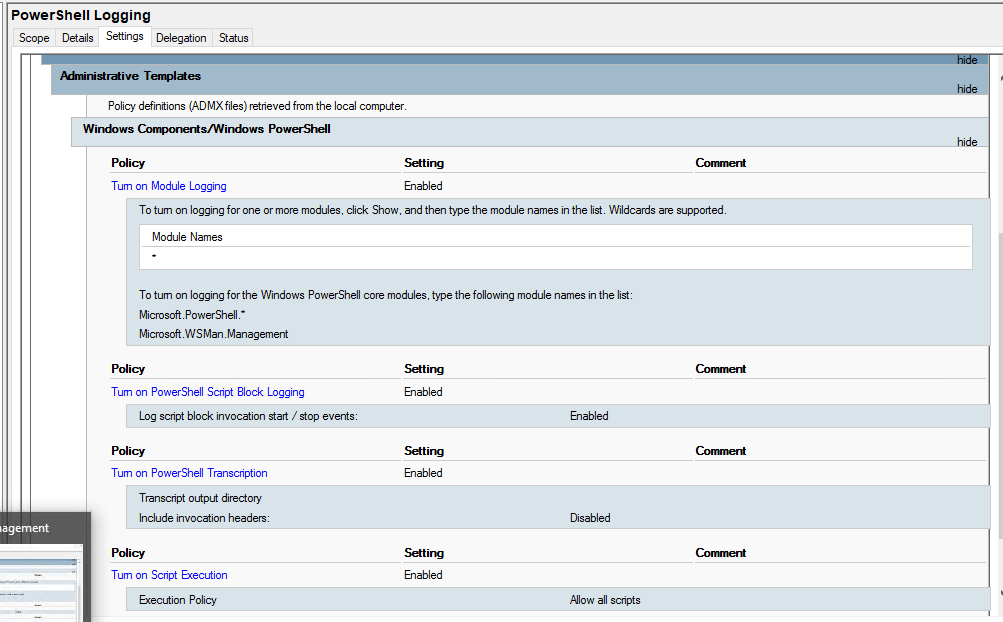 PowerShell Logging
Scope Details Settings Delegation Status
hide
Administrative Templates
hide
Policy definitions (ADMX files) retrieved from the local computer.
Windows Components/Windows PowerShell
hide
Policy Setting Comment
Turn on Module Logging Enabled
To turn on logging for one or more modules, click Show, and then type the module names in the list. Wildcards are supported.
Module Names
*
To turn on logging for the Windows PowerShell core modules, type the following module names in the list:
Microsoft.PowerShell.*
Microsoft.WSMan.Management
Policy Setting Comment
Turn on PowerShell Script Block Logging Enabled
Log script block invocation start / stop events: Enabled
Policy Setting Comment
Turn on PowerShell Transcription Enabled
Transcript output directory
Include invocation headers: Disabled
nagement
Policy Setting Comment
Turn on Script Execution Enabled
Execution Policy Allow all scripts